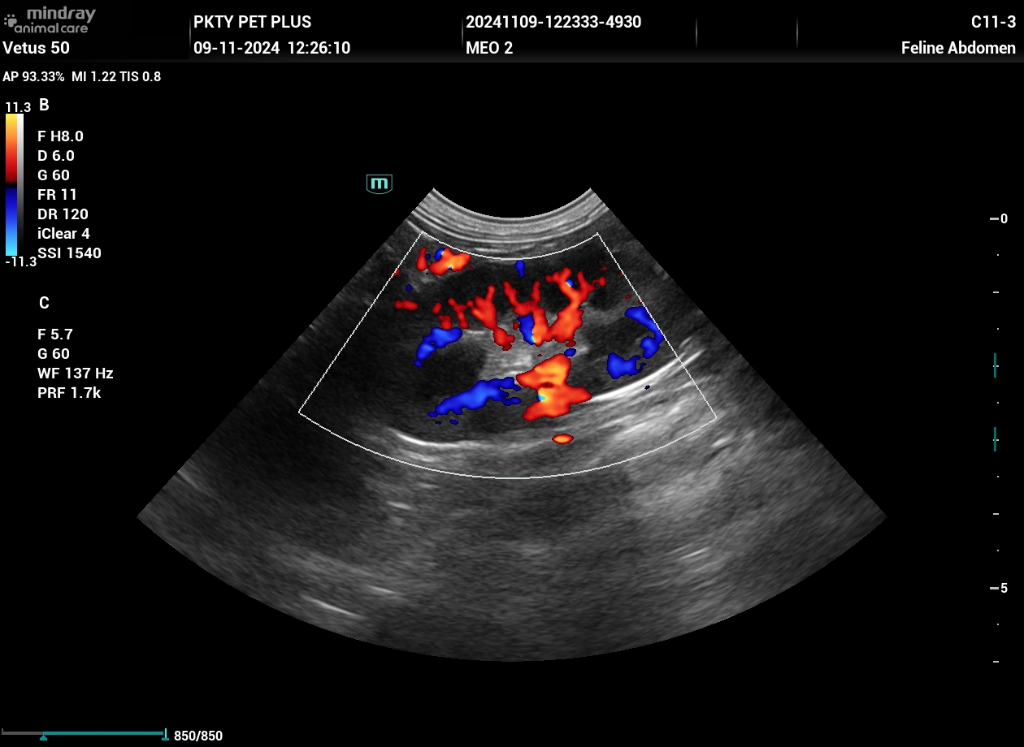 mindray
animalcare
Vetus 50
PKTY PET PLUS
09-11-2024 12:26:10
20241109-122333-4930
MEO 2
C11-3
Feline Abdomen
AP 93.33% MI 1.22 TIS 0.8
11.3
-11.3
B
F H8.0
D 6.0
G 60
FR 11
DR 120
iClear 4
SSI 1540
C
F 5.7
G 60
WF 137 Hz
PRF 1.7k
m
0
5
850/850